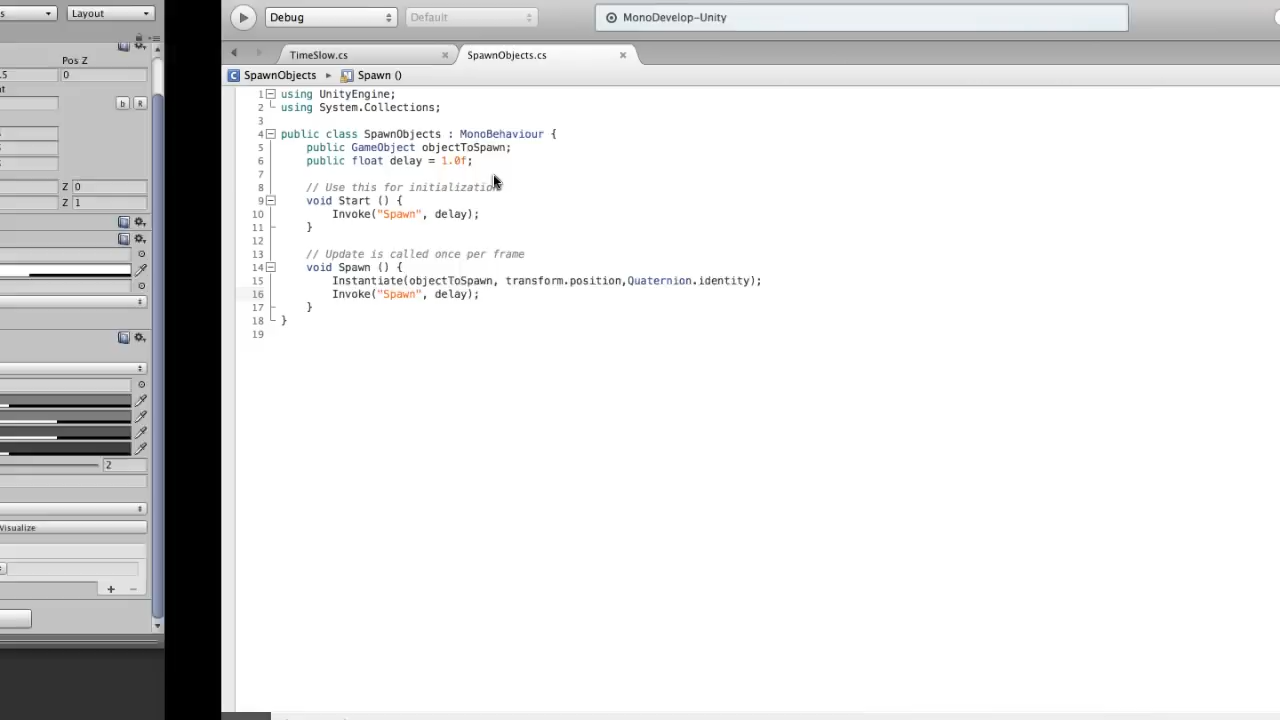 Layout
Pos Z
.5
0
b R
Z 0
Z 1
2
Visualize
+ −
Debug
Default
MonoDevelop-Unity
TimeSlow.cs
SpawnObjects.cs
SpawnObjects ▸ Spawn ()
1 using UnityEngine;
2 using System.Collections;
3
4 public class SpawnObjects : MonoBehaviour {
5 public GameObject objectToSpawn;
6 public float delay = 1.0f;
7
8 // Use this for initialization
9 void Start () {
10 Invoke("Spawn", delay);
11 }
12
13 // Update is called once per frame
14 void Spawn () {
15 Instantiate(objectToSpawn, transform.position,Quaternion.identity);
16 Invoke("Spawn", delay);
17 }
18 }
19